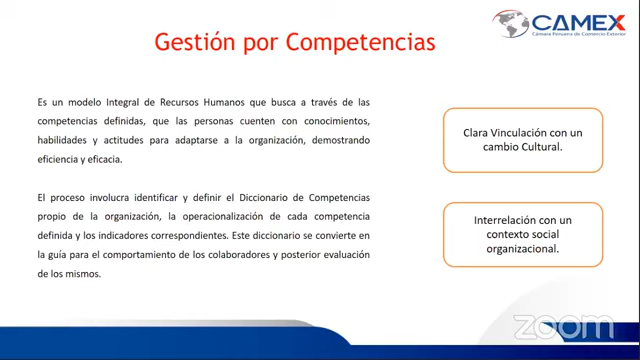 CAMEX
Cámara Peruana de Comercio Exterior
Gestión por Competencias
Es un modelo Integral de Recursos Humanos que busca a través de las
competencias definidas, que las personas cuenten con conocimientos,
habilidades y actitudes para adaptarse a la organización, demostrando
eficiencia y eficacia.
El proceso involucra identificar y definir el Diccionario de Competencias
propio de la organización, la operacionalización de cada competencia
definida y los indicadores correspondientes. Este diccionario se convierte en
la guía para el comportamiento de los colaboradores y posterior evaluación
de los mismos.
Clara Vinculación con un
cambio Cultural.
Interrelación con un
contexto social
organizacional.
zoom